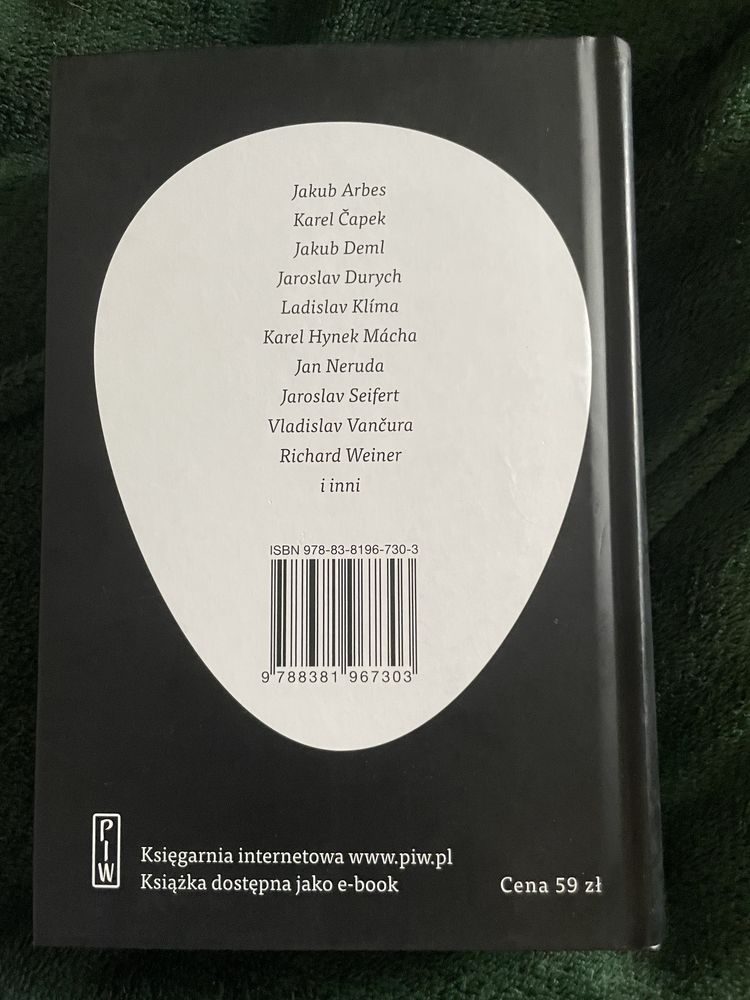 Jakub Arbes
Karel Čapek
Jakub Deml
Jaroslav Durych
Ladislav Klíma
Karel Hynek Mácha
Jan Neruda
Jaroslav Seifert
Vladislav Vančura
Richard Weiner
i inni
ISBN 978-83-8196-730-3
9 788381 967303
PIW
Księgarnia internetowa www.piw.pl
Książka dostępna jako e-book
Cena 59 zł